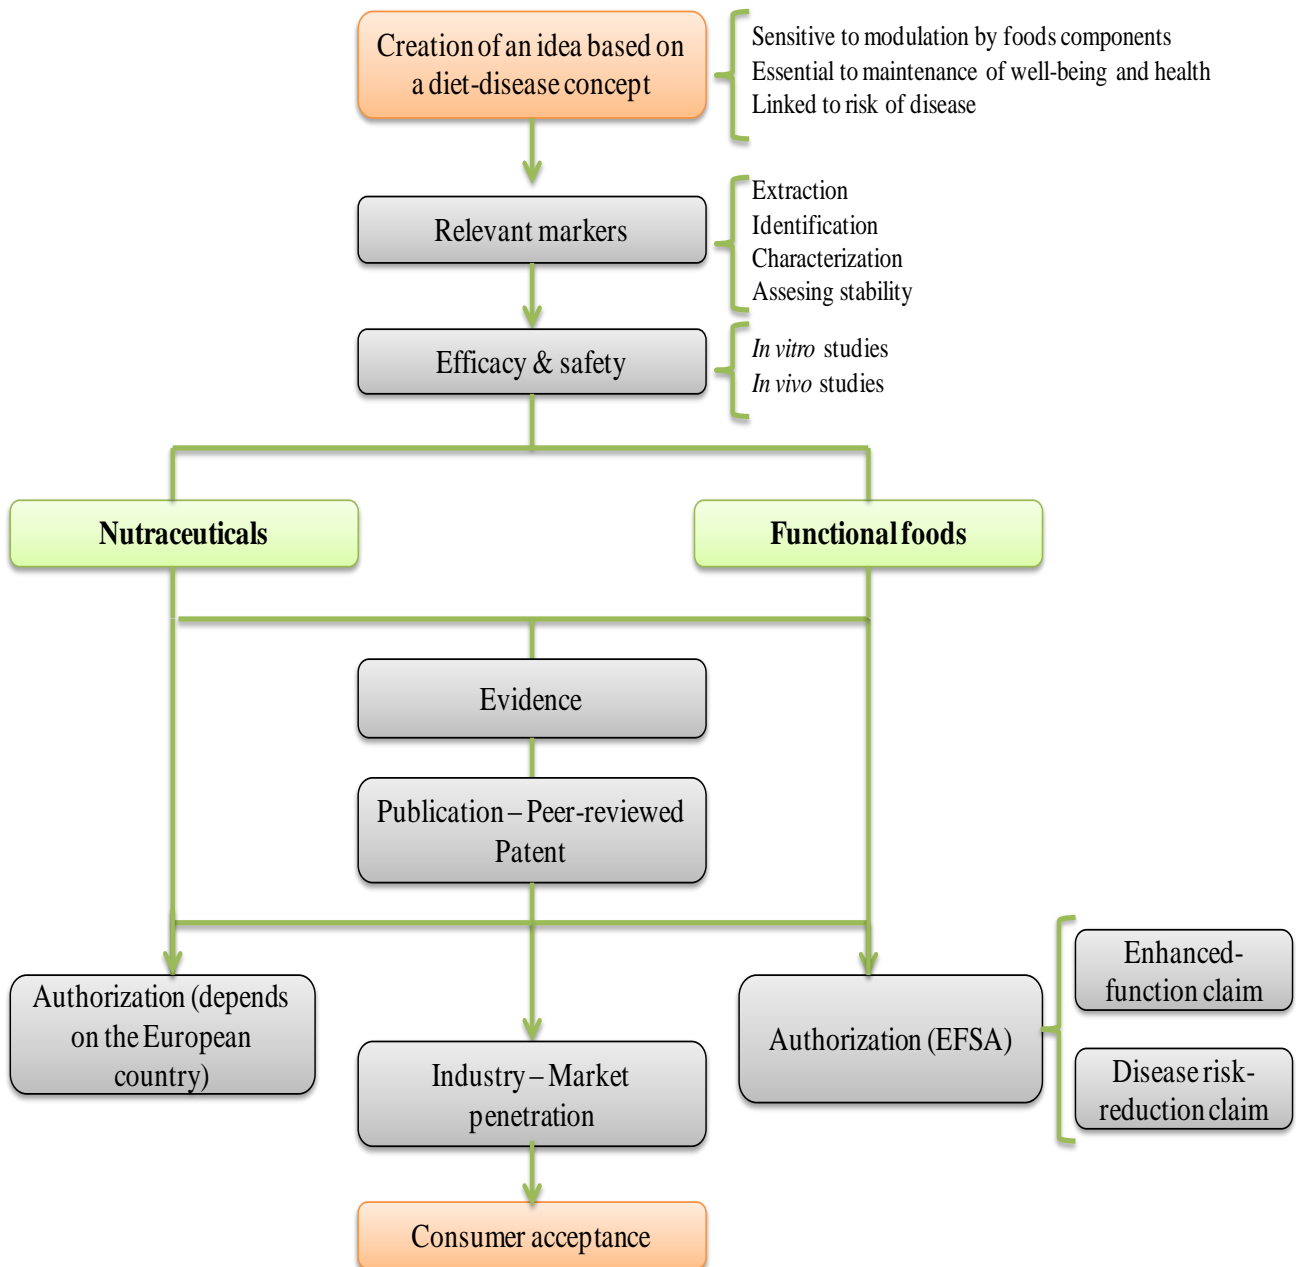 Creation of an idea based on
a diet-disease concept
Sensitive to modulation by foods components
Essential to maintenance of well-being and health
Linked to risk of disease
Relevant markers
Extraction
Identification
Characterization
Assesing stability
Efficacy & safety
In vitro studies
In vivo studies
Nutraceuticals
Functional foods
Evidence
Publication – Peer-reviewed
Patent
Authorization (depends
on the European
country)
Industry – Market
penetration
Authorization (EFSA)
Enhanced-
function claim
Disease risk-
reduction claim
Consumer acceptance